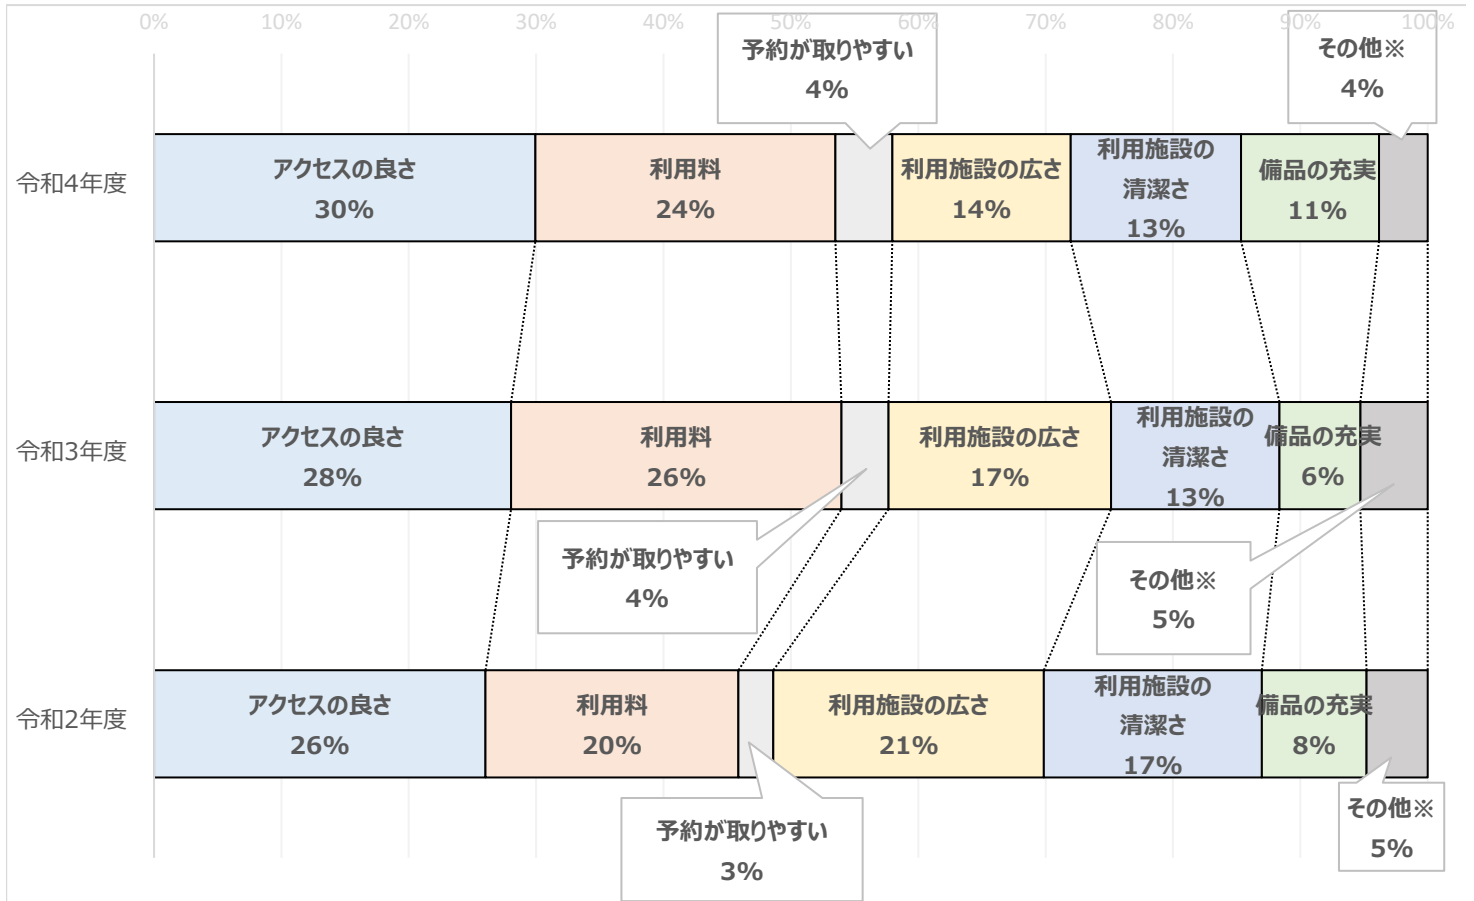 0% 10% 20% 30% 40% 50% 60% 70% 80% 90% 100%
予約が取りやすい
4%
その他※
4%
令和4年度
アクセスの良さ
30%
利用料
24%
利用施設の広さ
14%
利用施設の
清潔さ
13%
備品の充実
11%
令和3年度
アクセスの良さ
28%
利用料
26%
利用施設の広さ
17%
利用施設の
清潔さ
13%
備品の充実
6%
予約が取りやすい
4%
その他※
5%
令和2年度
アクセスの良さ
26%
利用料
20%
利用施設の広さ
21%
利用施設の
清潔さ
17%
備品の充実
8%
予約が取りやすい
3%
その他※
5%